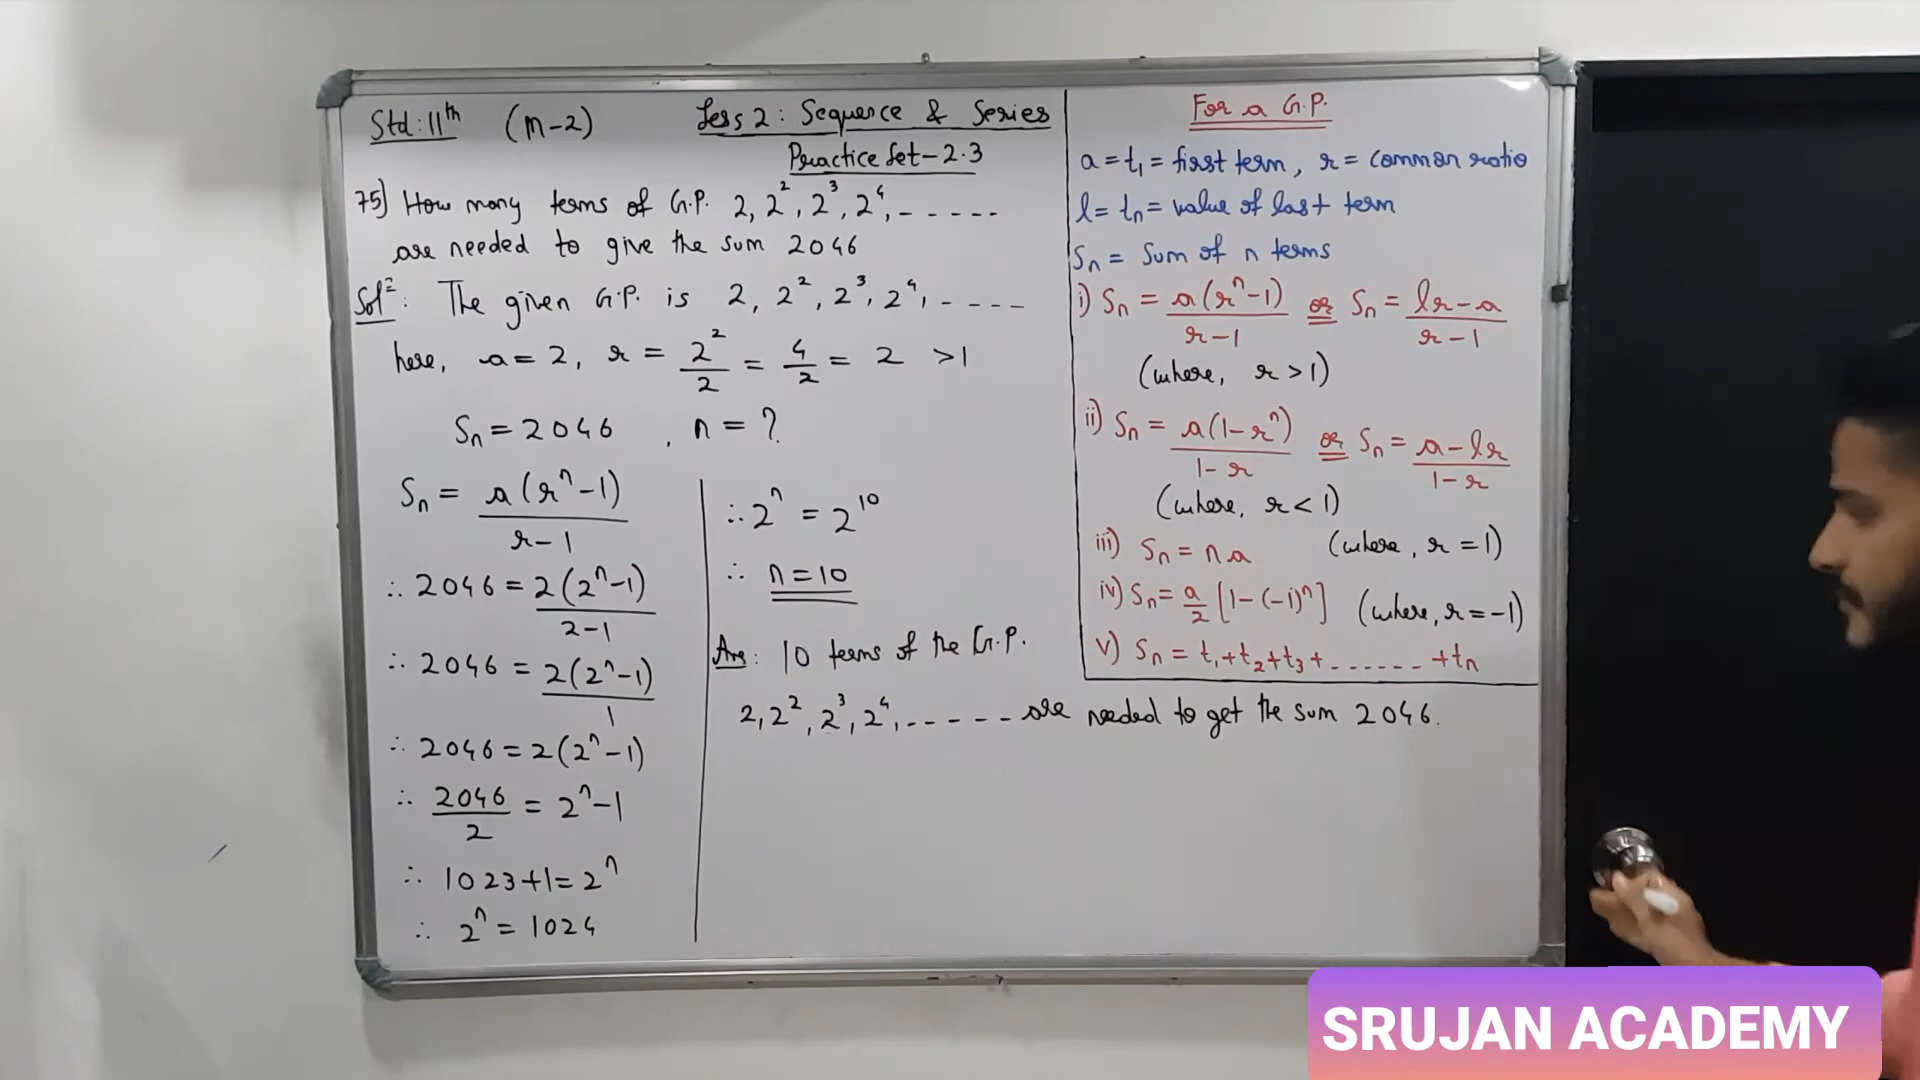 Std: 11th (M-2) Less 2 : Sequence & Series
Practice Set - 2.3
75) How many terms of G.P. 2, 2², 2³, 2⁴, - - - - -
are needed to give the sum 2046
Solⁿ: The given G.P. is 2, 2², 2³, 2⁴, - - - -
here, a = 2, r = 2²/2 = 4/2 = 2 > 1
Sn = 2046 , n = ?
Sn = a(rⁿ - 1)/r - 1
∴ 2046 = 2(2ⁿ - 1)/2 - 1
∴ 2046 = 2(2ⁿ - 1)/1
∴ 2046 = 2(2ⁿ - 1)
∴ 2046/2 = 2ⁿ - 1
∴ 1023 + 1 = 2ⁿ
∴ 2ⁿ = 1024
∴ 2ⁿ = 2¹⁰
∴ n = 10
Ans: 10 terms of the G.P.
2, 2², 2³, 2⁴, - - - - - are needed to get the sum 2046.
For a G.P.
a = t₁ = first term, r = common ratio
l = tn = value of last term
Sn = Sum of n terms
i) Sn = a(rⁿ - 1)/r - 1 or Sn = lr - a/r - 1
(where, r > 1)
ii) Sn = a(1 - rⁿ)/1 - r or Sn = a - lr/1 - r
(where, r < 1)
iii) Sn = na (where, r = 1)
iv) Sn = a/2 [1 - (-1)ⁿ] (where, r = -1)
v) Sn = t₁ + t₂ + t₃ + - - - - - - + tn
SRUJAN ACADEMY